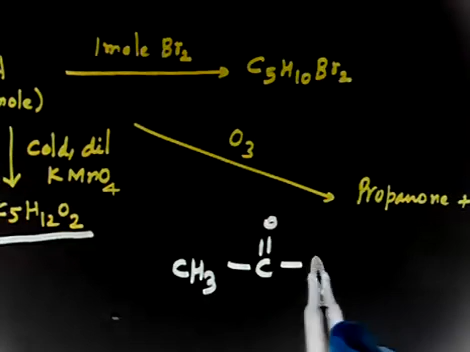 1mole Br2
C5H10Br2
mole)
Cold, dil
KMnO4
O3
Propanone +
C5H12O2
O
||
CH3 – C –